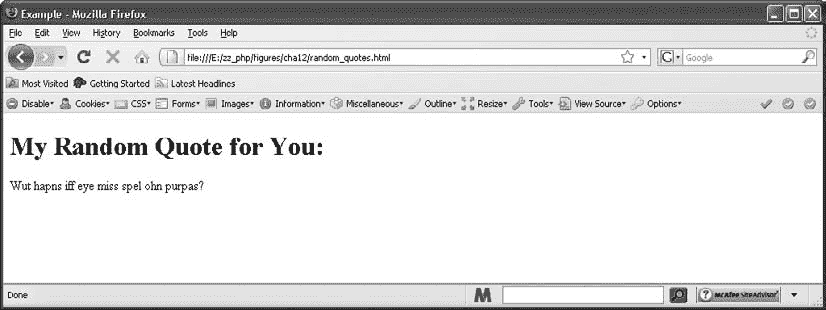 Example - Mozilla Firefox
File Edit View History Bookmarks Tools Help
file:///E:/zz_php/figures/cha12/random_quotes.html
G Google
Most Visited Getting Started Latest Headlines
Disable Cookies CSS Forms Images Information Miscellaneous Outline Resize Tools View Source Options
My Random Quote for You:
Wut hapns iff eye miss spel ohn purpas?
Done
McAfee SiteAdvisor